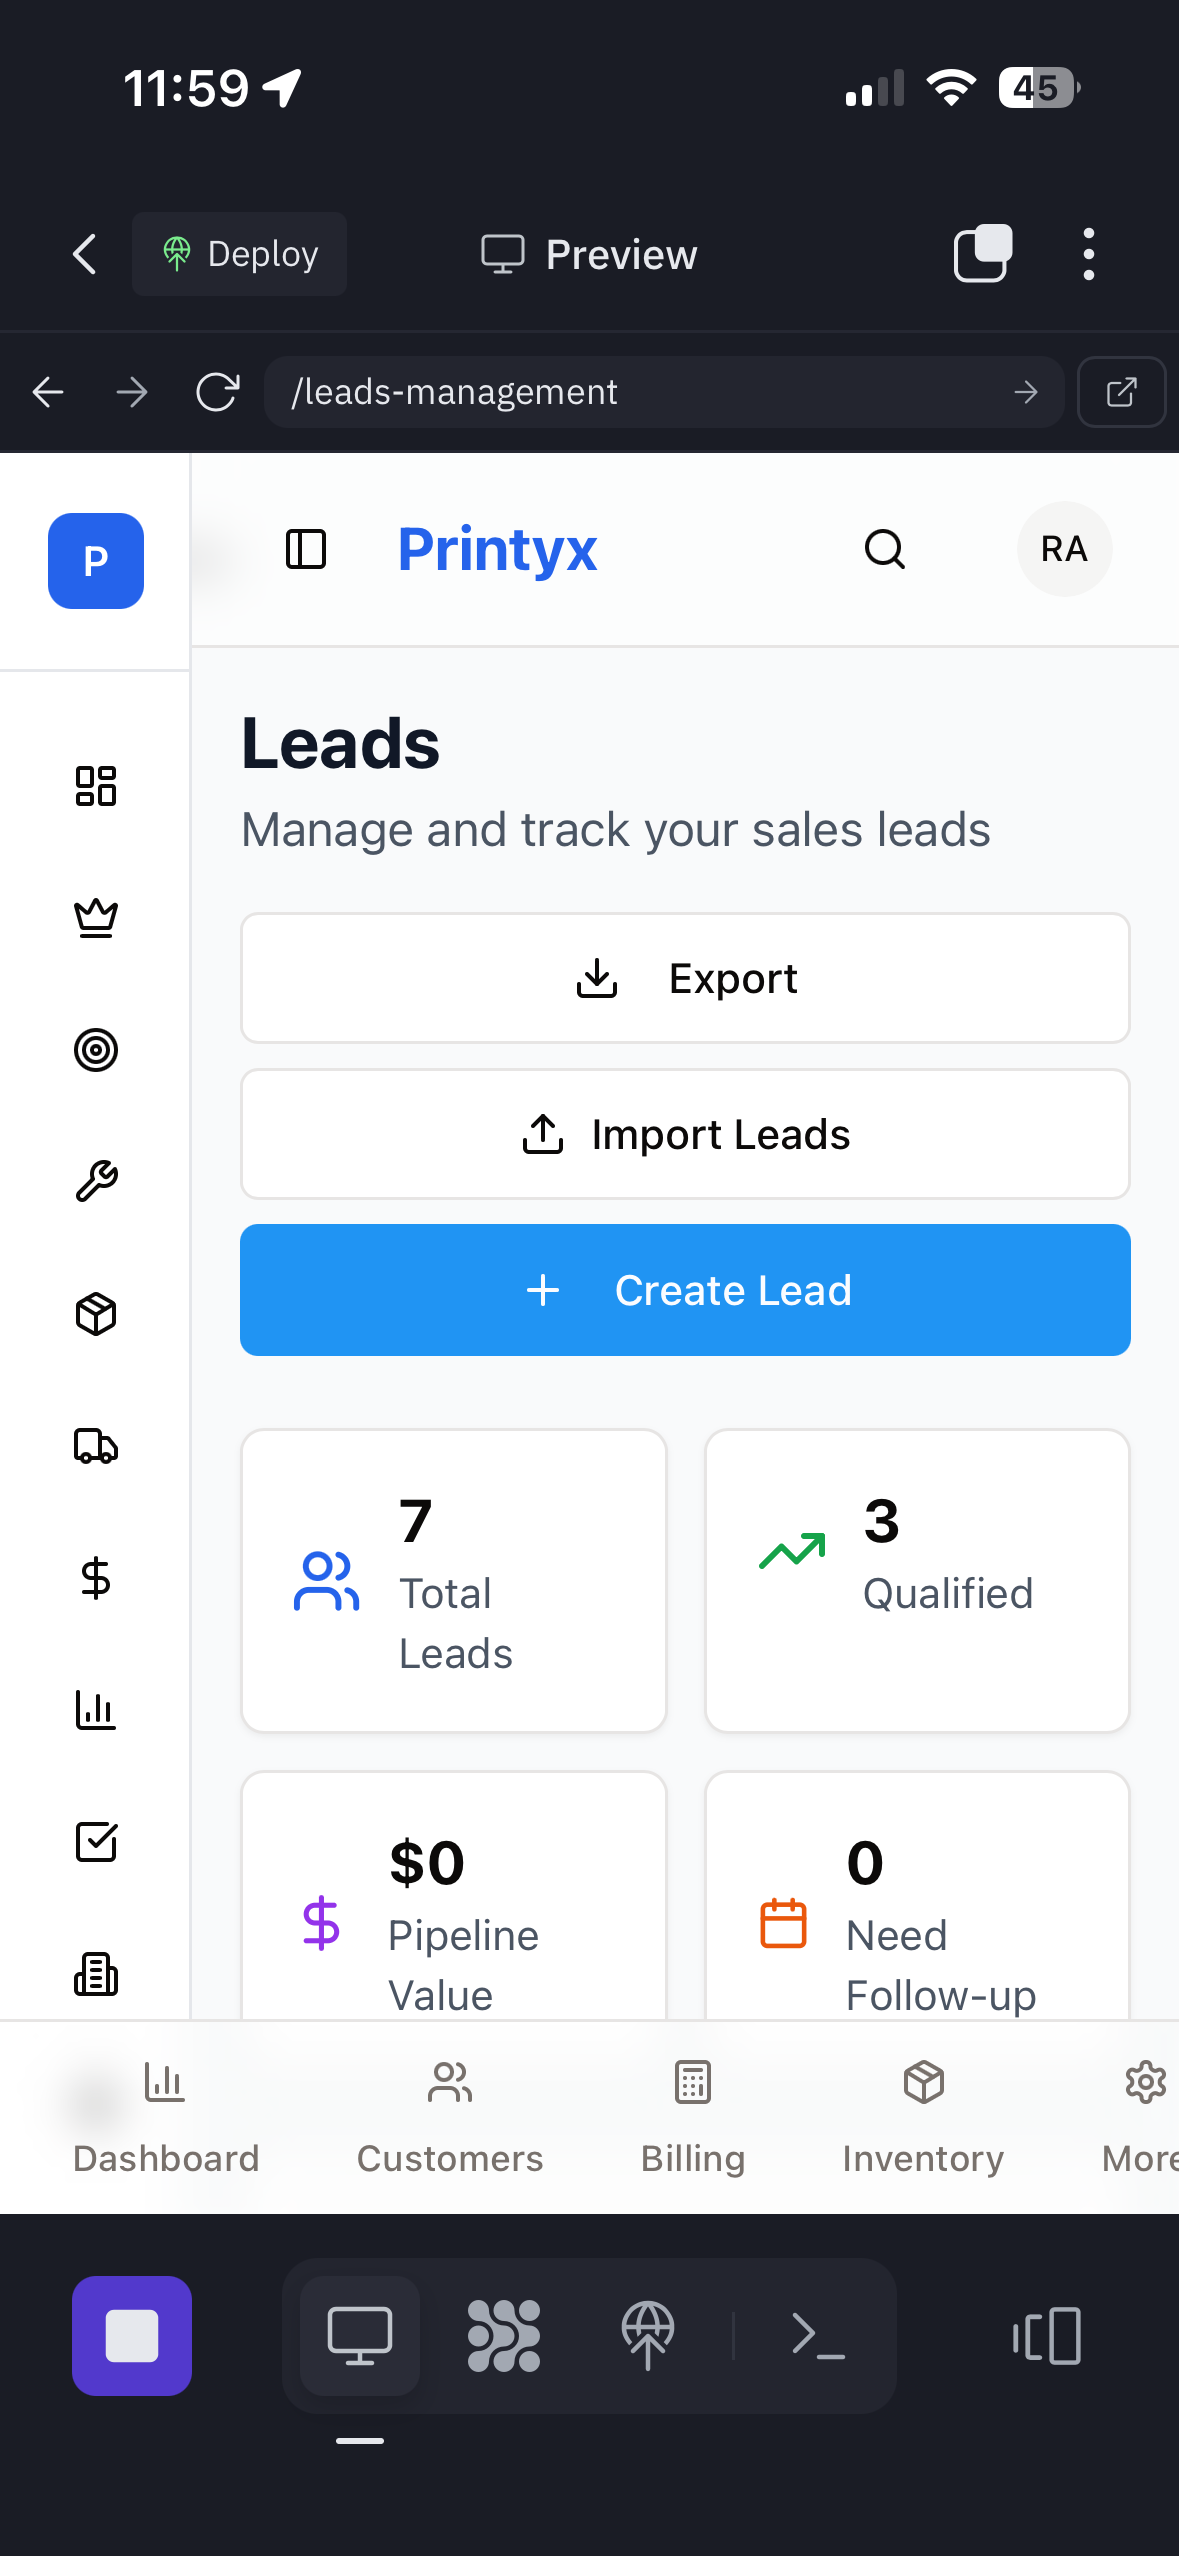 11:59
45
Deploy
Preview
/leads-management
P
Printyx
RA
Leads
Manage and track your sales leads
Export
Import Leads
Create Lead
7
Total
Leads
3
Qualified
$0
Pipeline
Value
0
Need
Follow-up
Dashboard
Customers
Billing
Inventory
More